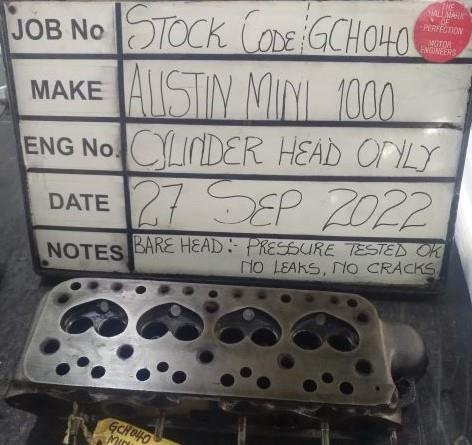 JOB No STOCK CODE: GCH040
THE
HALLMARK
OF
PERFECTION
MOTOR
ENGINEERS
MAKE AUSTIN MINI 1000
ENG No. CYLINDER HEAD ONLY
DATE 27 SEP 2022
NOTES BARE HEAD:- PRESSURE TESTED OK
NO LEAKS, NO CRACKS
GCH040
MINI